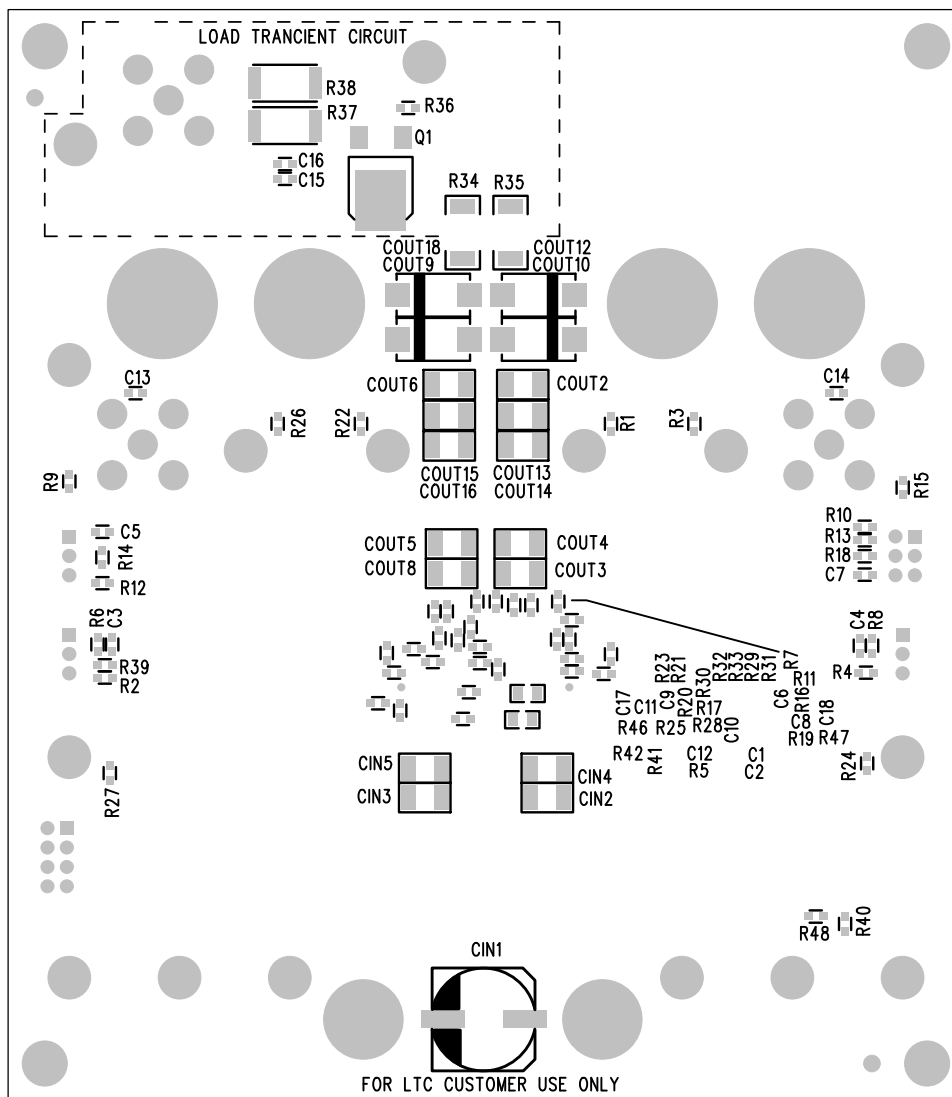 LOAD TRANCIENT CIRCUIT
R38
R37
R36
Q1
C16
C15
R34
R35
COUT18
COUT9
COUT12
COUT10
COUT6
COUT2
C13
C14
R26
R22
R1
R3
COUT15
COUT16
COUT13
COUT14
R9
R15
C5
R14
R12
COUT5
COUT8
COUT4
COUT3
R10
R13
R18
C7
R6
C3
R39
R2
C4
R8
R4
R23
R21
R32
R33
R29
R31
R7
R11
C17
C11
C9
R20
R30
R17
C6
R16
C8
C18
R46
R25
R28
C10
R19
R47
R42
R41
C12
R5
C1
C2
R24
R27
CIN5
CIN3
CIN4
CIN2
R48
R40
CIN1
FOR LTC CUSTOMER USE ONLY